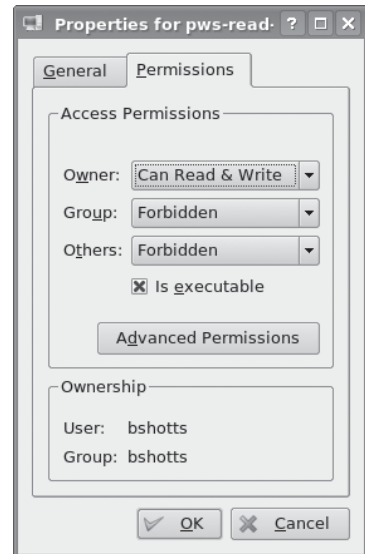 Properties for pws-read-
General Permissions
Access Permissions
Owner: Can Read & Write
Group: Forbidden
Others: Forbidden
Is executable
Advanced Permissions
Ownership
User: bshotts
Group: bshotts
OK Cancel